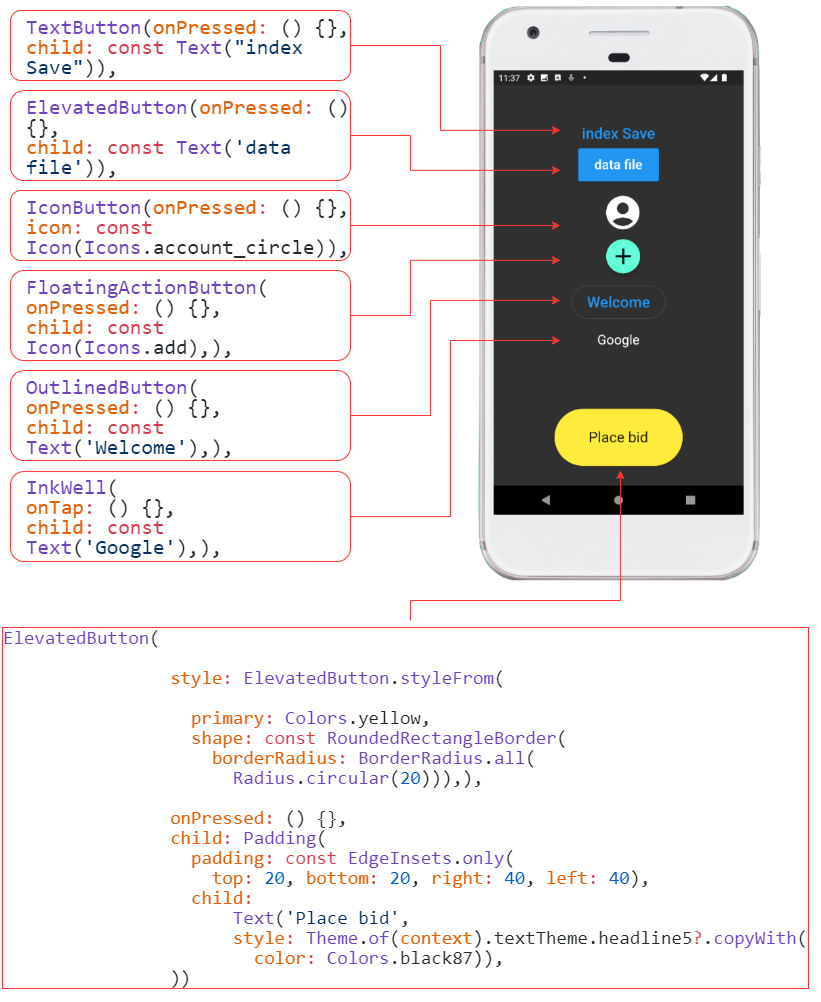 TextButton(onPressed: () {},
child: const Text("index
Save")),
ElevatedButton(onPressed: ()
{},
child: const Text('data
file')),
IconButton(onPressed: () {},
icon: const
Icon(Icons.account_circle)),
FloatingActionButton(
onPressed: () {},
child: const
Icon(Icons.add),),
OutlinedButton(
onPressed: () {},
child: const
Text('Welcome'),),
InkWell(
onTap: () {},
child: const
Text('Google'),),
11:37
index Save
data file
Welcome
Google
Place bid
ElevatedButton(
style: ElevatedButton.styleFrom(
primary: Colors.yellow,
shape: const RoundedRectangleBorder(
borderRadius: BorderRadius.all(
Radius.circular(20))),),
onPressed: () {},
child: Padding(
padding: const EdgeInsets.only(
top: 20, bottom: 20, right: 40, left: 40),
child:
Text('Place bid',
style: Theme.of(context).textTheme.headline5?.copyWith(
color: Colors.black87)),
))